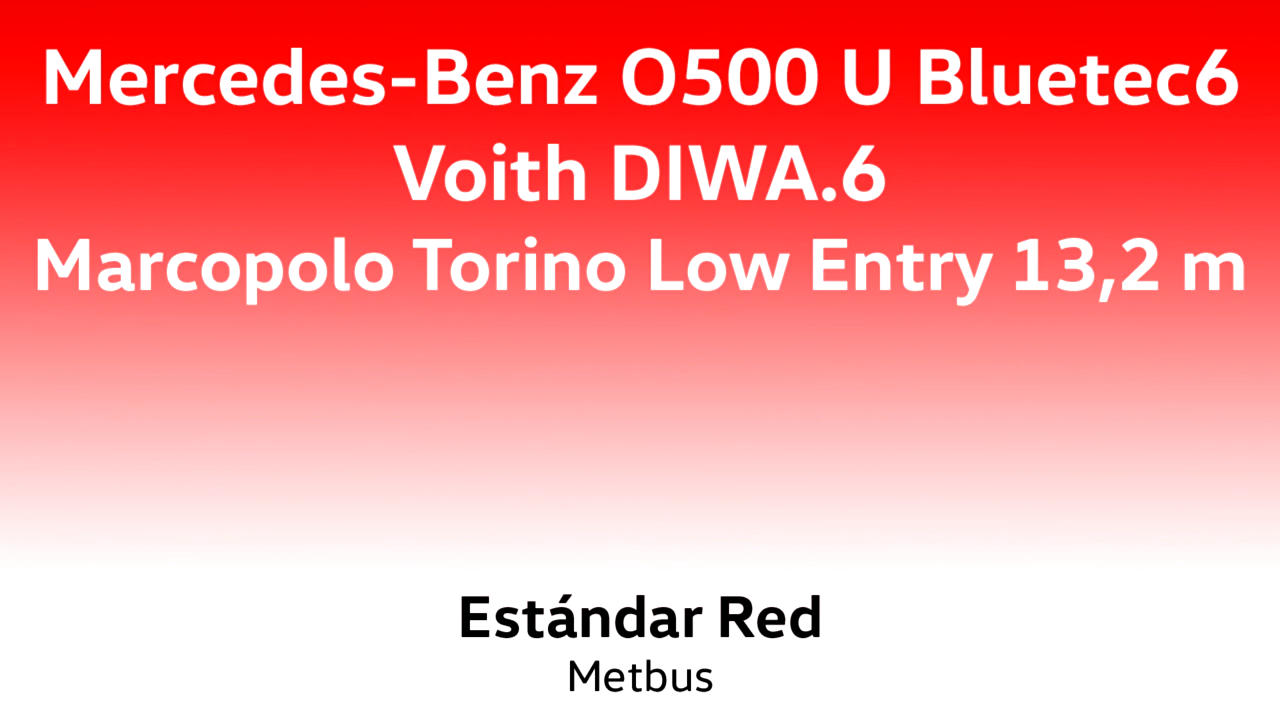 Mercedes-Benz O500 U Bluetec6
Voith DIWA.6
Marcopolo Torino Low Entry 13,2 m
Estándar Red
Metbus